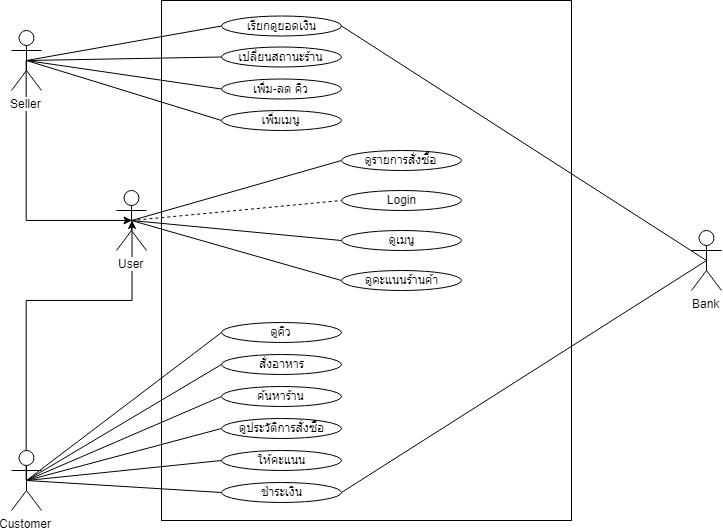 เรียกดูยอดเงิน
เปลี่ยนสถานะร้าน
เพิ่ม-ลด คิว
เพิ่มเมนู
Seller
ดูรายการสั่งซื้อ
Login
ดูเมนู
ดูคะแนนร้านค้า
User
Bank
ดูคิว
สั่งอาหาร
ค้นหาร้าน
ดูประวัติการสั่งซื้อ
ให้คะแนน
ชำระเงิน
Customer